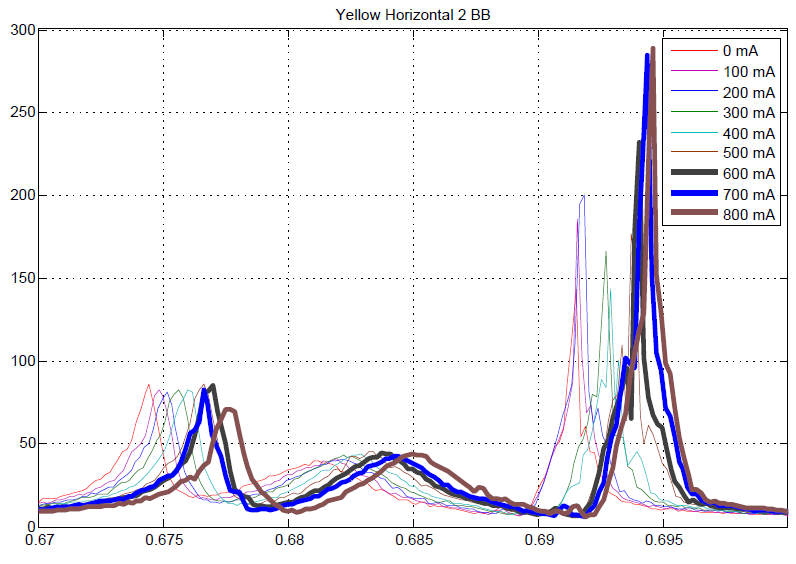 Yellow Horizontal 2 BB
300
250
200
150
100
50
0
0.67
0.675
0.68
0.685
0.69
0.695
0 mA
100 mA
200 mA
300 mA
400 mA
500 mA
600 mA
700 mA
800 mA